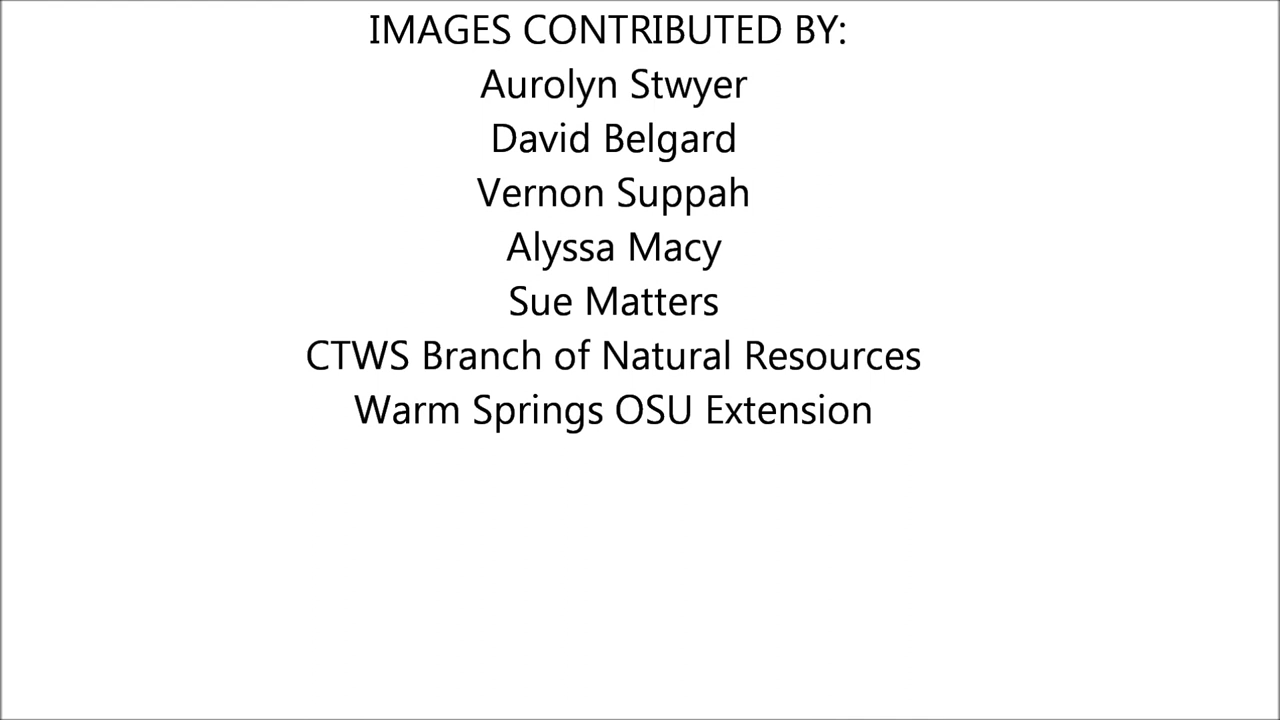 IMAGES CONTRIBUTED BY:
Aurolyn Stwyer
David Belgard
Vernon Suppah
Alyssa Macy
Sue Matters
CTWS Branch of Natural Resources
Warm Springs OSU Extension